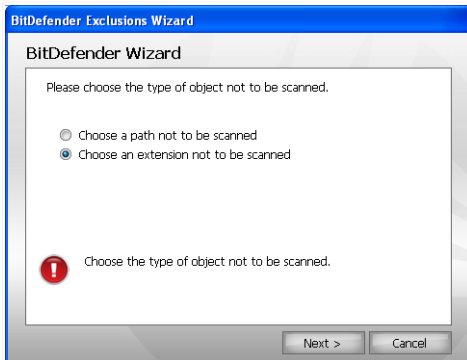 BitDefender Exclusions Wizard
BitDefender Wizard
Please choose the type of object not to be scanned.
Choose a path not to be scanned
Choose an extension not to be scanned
Choose the type of object not to be scanned.
Next >
Cancel